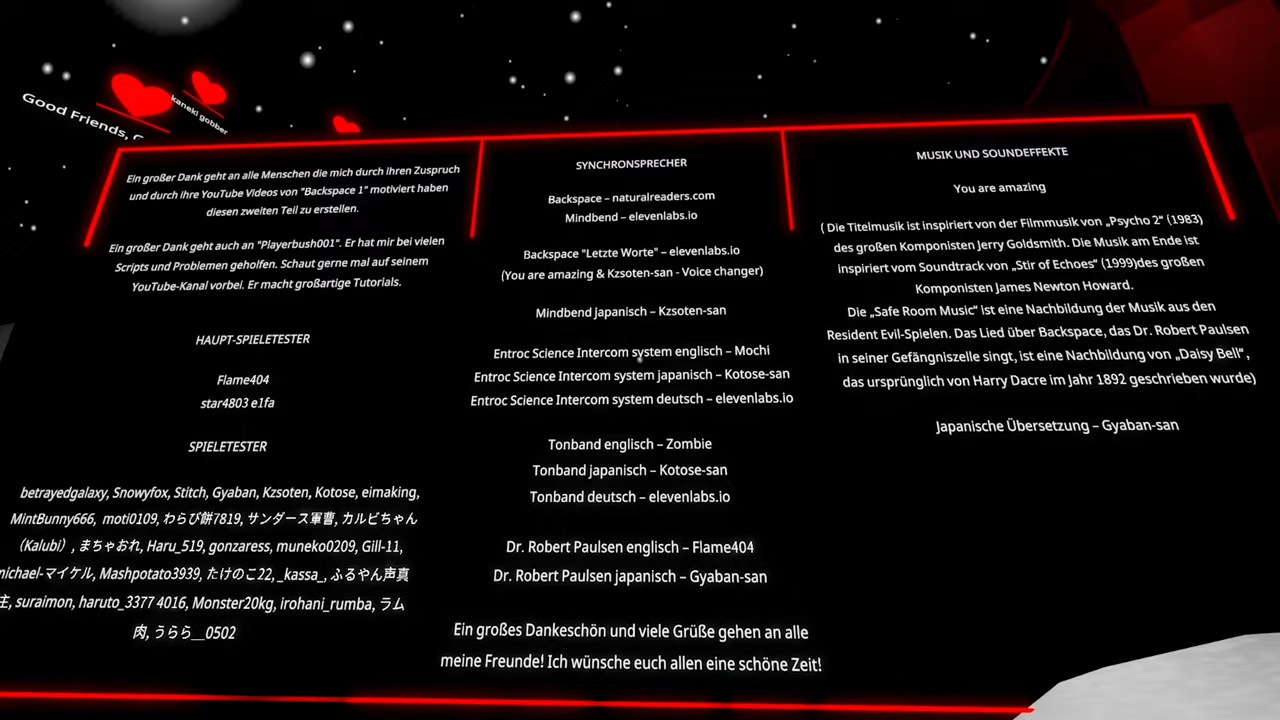 Good Friends,
kaneki gobber
Ein großer Dank geht an alle Menschen die mich durch ihren Zuspruch
und durch ihre YouTube Videos von "Backspace 1" motiviert haben
diesen zweiten Teil zu erstellen.
Ein großer Dank geht auch an "Playerbush001". Er hat mir bei vielen
Scripts und Problemen geholfen. Schaut gerne mal auf seinem
YouTube-Kanal vorbei. Er macht großartige Tutorials.
HAUPT-SPIELETESTER
Flame404
star4803 e1fa
SPIELETESTER
betrayedgalaxy, Snowyfox, Stitch, Gyaban, Kzsoten, Kotose, eimaking,
MintBunny666, moti0109, わらび餅7819, サンダース軍曹, カルビちゃん
（Kalubi）, まちゃおれ, Haru_519, gonzaress, muneko0209, Gill-11,
michael-マイケル, Mashpotato3939, たけのこ22, _kassa_, ふるやん声真
主, suraimon, haruto_3377 4016, Monster20kg, irohani_rumba, ラム
肉, うらら__0502
SYNCHRONSPRECHER
Backspace – naturalreaders.com
Mindbend – elevenlabs.io
Backspace "Letzte Worte" – elevenlabs.io
(You are amazing & Kzsoten-san - Voice changer)
Mindbend japanisch – Kzsoten-san
Entroc Science Intercom system englisch – Mochi
Entroc Science Intercom system japanisch – Kotose-san
Entroc Science Intercom system deutsch – elevenlabs.io
Tonband englisch – Zombie
Tonband japanisch – Kotose-san
Tonband deutsch – elevenlabs.io
Dr. Robert Paulsen englisch – Flame404
Dr. Robert Paulsen japanisch – Gyaban-san
Ein großes Dankeschön und viele Grüße gehen an alle
meine Freunde! Ich wünsche euch allen eine schöne Zeit!
MUSIK UND SOUNDEFFEKTE
You are amazing
( Die Titelmusik ist inspiriert von der Filmmusik von „Psycho 2“ (1983)
des großen Komponisten Jerry Goldsmith. Die Musik am Ende ist
inspiriert vom Soundtrack von „Stir of Echoes“ (1999)des großen
Komponisten James Newton Howard.
Die „Safe Room Music“ ist eine Nachbildung der Musik aus den
Resident Evil-Spielen. Das Lied über Backspace, das Dr. Robert Paulsen
in seiner Gefängniszelle singt, ist eine Nachbildung von „Daisy Bell“ ,
das ursprünglich von Harry Dacre im Jahr 1892 geschrieben wurde)
Japanische Übersetzung – Gyaban-san